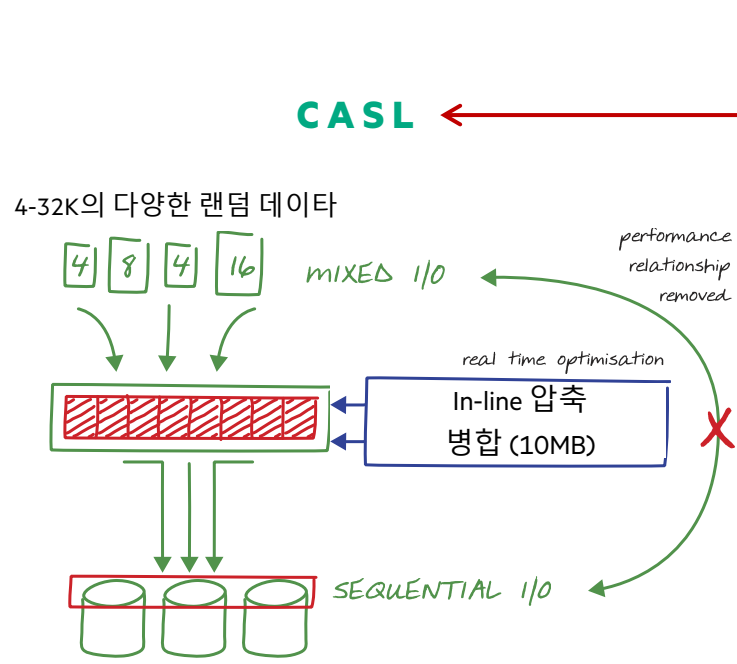 CASL
4-32K의 다양한 랜덤 데이타
4 8 4 16
MIXED I/O
performance
relationship
removed
real time optimisation
In-line 압축
병합 (10MB)
SEQUENTIAL I/O